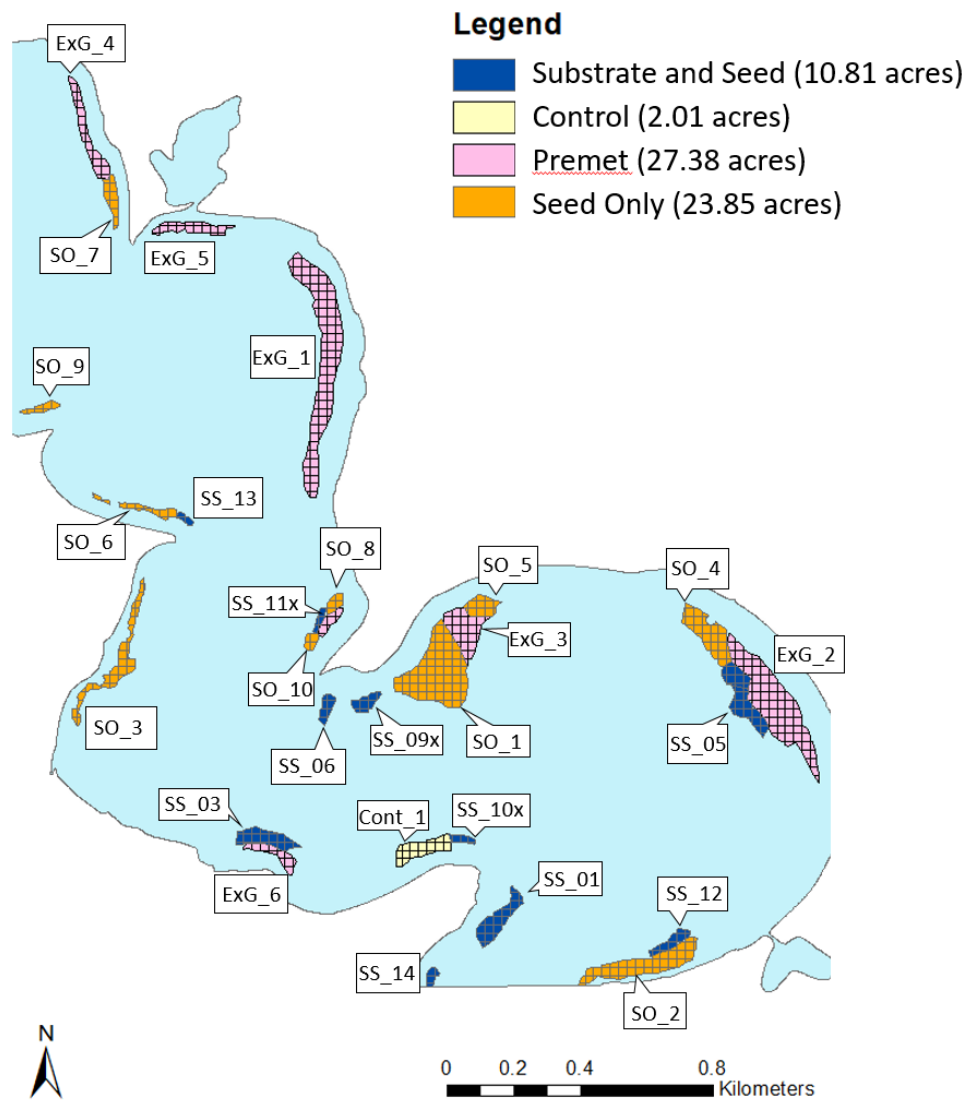 Legend
Substrate and Seed (10.81 acres)
Control (2.01 acres)
Premet (27.38 acres)
Seed Only (23.85 acres)
ExG_4
SO_7
ExG_5
ExG_1
SO_9
SS_13
SO_6
SO_8
SO_5
SO_4
SS_11x
ExG_3
ExG_2
SO_10
SO_3
SS_06
SS_09x
SO_1
SS_05
SS_03
Cont_1
SS_10x
ExG_6
SS_01
SS_12
SS_14
SO_2
N
0 0.2 0.4 0.8
Kilometers